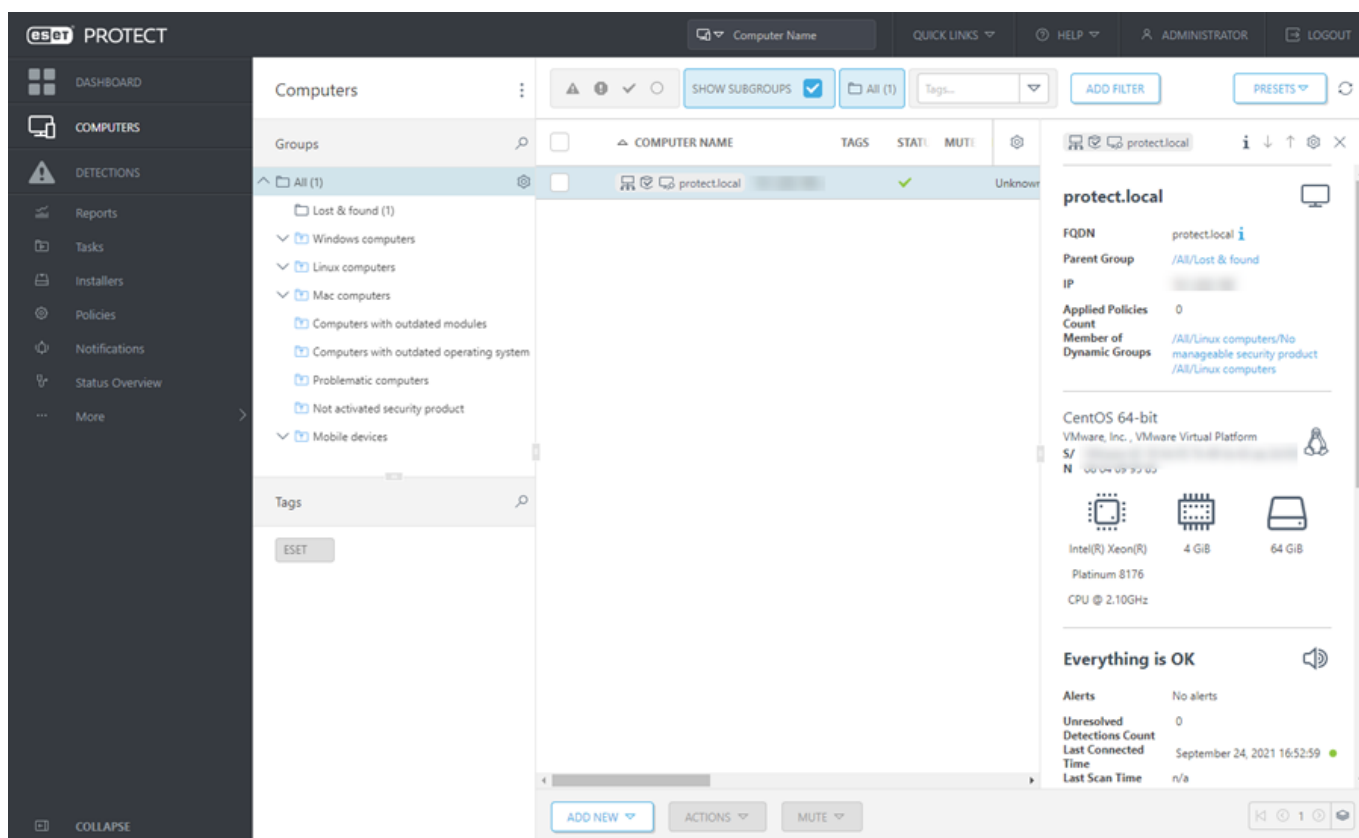 eset PROTECT
Computer Name
QUICK LINKS
HELP
ADMINISTRATOR
LOGOUT
DASHBOARD
COMPUTERS
DETECTIONS
Reports
Tasks
Installers
Policies
Notifications
Status Overview
More
COLLAPSE
Computers
Groups
All (1)
Lost & found (1)
Windows computers
Linux computers
Mac computers
Computers with outdated modules
Computers with outdated operating system
Problematic computers
Not activated security product
Mobile devices
Tags
ESET
SHOW SUBGROUPS
All (1)
Tags...
ADD FILTER
PRESETS
COMPUTER NAME
TAGS
STATU
MUTE
protect.local
Unknown
ADD NEW
ACTIONS
MUTE
1
protect.local
protect.local
FQDN protect.local
Parent Group /All/Lost & found
IP
Applied Policies 0
Count
Member of /All/Linux computers/No
Dynamic Groups manageable security product
/All/Linux computers
CentOS 64-bit
VMware, Inc. , VMware Virtual Platform
S/
N
Intel(R) Xeon(R)
Platinum 8176
CPU @ 2.10GHz
4 GiB
64 GiB
Everything is OK
Alerts No alerts
Unresolved 0
Detections Count
Last Connected September 24, 2021 16:52:59
Time
Last Scan Time n/a